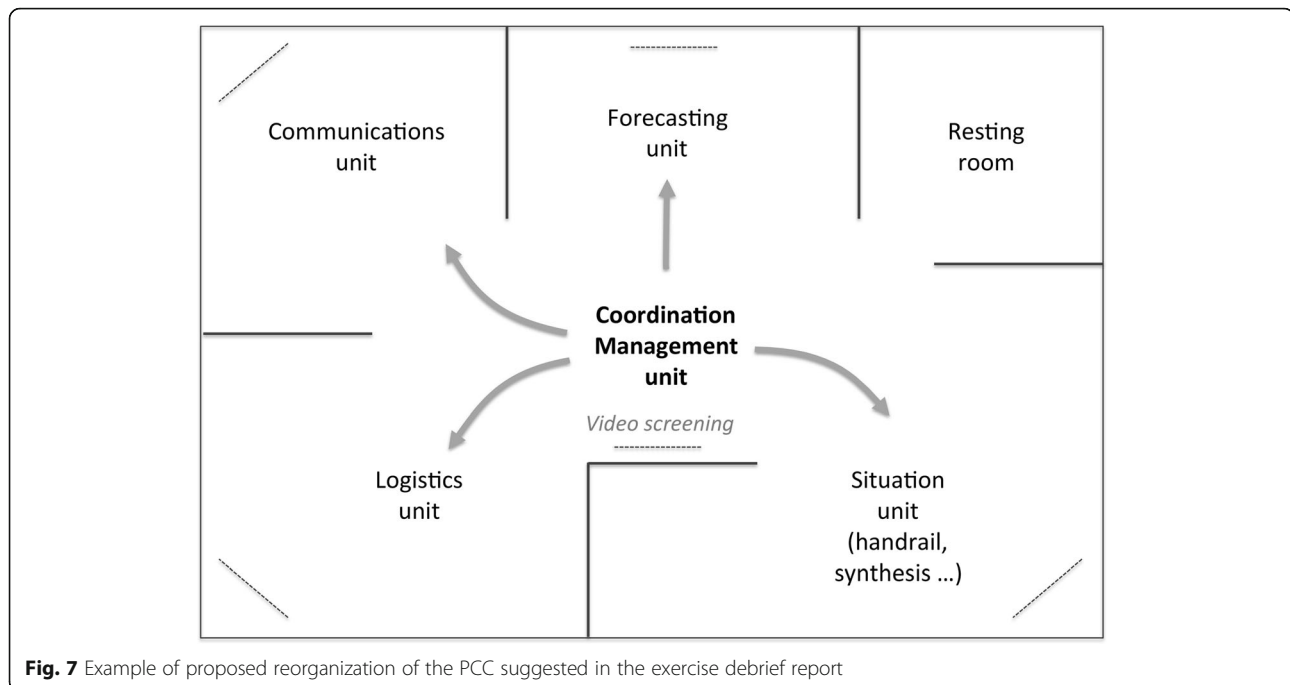 Communications
unit
Forecasting
unit
Resting
room
Coordination
Management
unit
Video screening
Logistics
unit
Situation
unit
(handrail,
synthesis ...)
Fig. 7 Example of proposed reorganization of the PCC suggested in the exercise debrief report